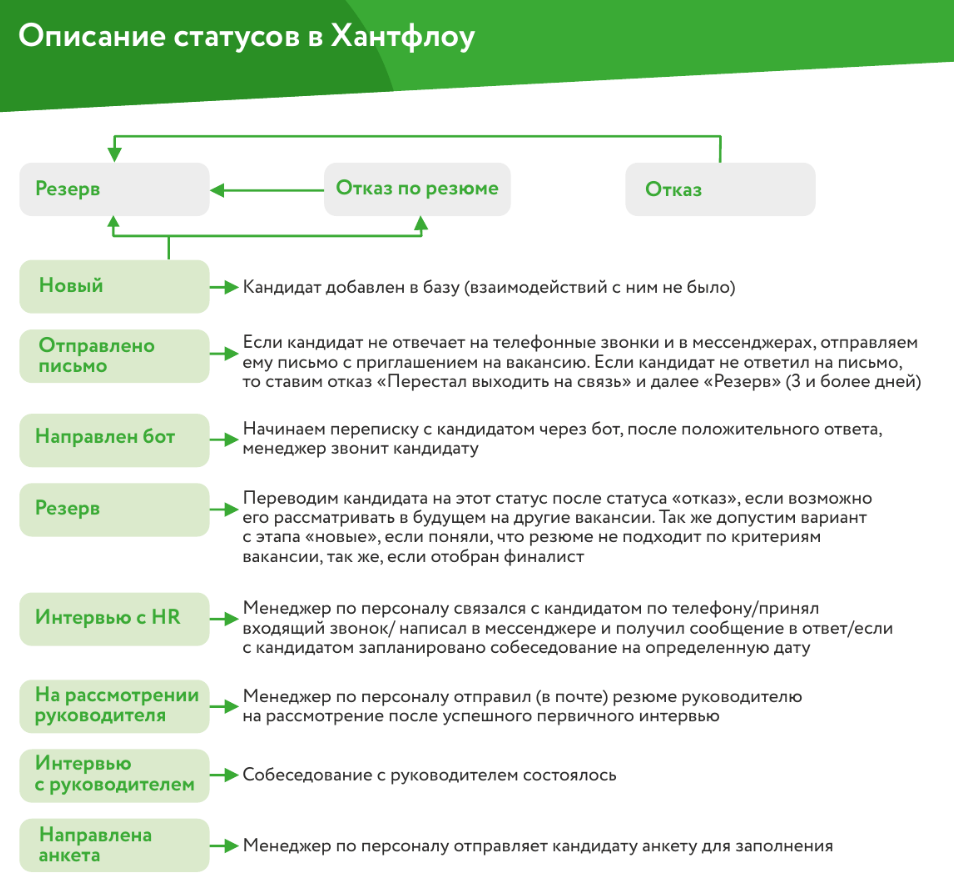 Описание статусов в Хантфлоу
Резерв
Отказ по резюме
Отказ
Новый
Кандидат добавлен в базу (взаимодействий с ним не было)
Отправлено
письмо
Если кандидат не отвечает на телефонные звонки и в мессенджерах, отправляем
ему письмо с приглашением на вакансию. Если кандидат не ответил на письмо,
то ставим отказ «Перестал выходить на связь» и далее «Резерв» (3 и более дней)
Направлен бот
Начинаем переписку с кандидатом через бот, после положительного ответа,
менеджер звонит кандидату
Резерв
Переводим кандидата на этот статус после статуса «отказ», если возможно
его рассматривать в будущем на другие вакансии. Так же допустим вариант
с этапа «новые», если поняли, что резюме не подходит по критериям
вакансии, так же, если отобран финалист
Интервью с HR
Менеджер по персоналу связался с кандидатом по телефону/принял
входящий звонок/ написал в мессенджере и получил сообщение в ответ/если
с кандидатом запланировано собеседование на определенную дату
На рассмотрении
руководителя
Менеджер по персоналу отправил (в почте) резюме руководителю
на рассмотрение после успешного первичного интервью
Интервью
с руководителем
Собеседование с руководителем состоялось
Направлена
анкета
Менеджер по персоналу отправляет кандидату анкету для заполнения